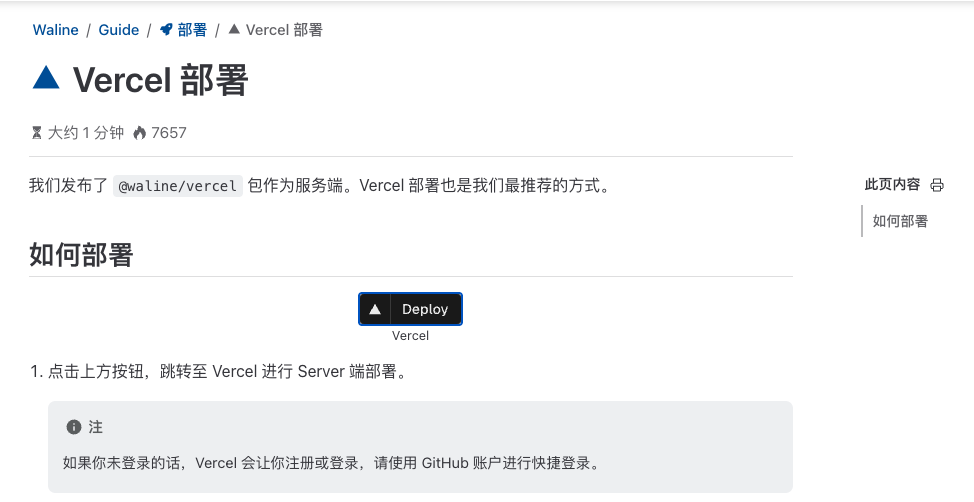 Waline / Guide / 部署 / Vercel 部署
Vercel 部署
大约 1 分钟 7657
我们发布了 @waline/vercel 包作为服务端。Vercel 部署也是我们最推荐的方式。
此页内容
如何部署
如何部署
Deploy
Vercel
1. 点击上方按钮，跳转至 Vercel 进行 Server 端部署。
注
如果你未登录的话，Vercel 会让你注册或登录，请使用 GitHub 账户进行快捷登录。